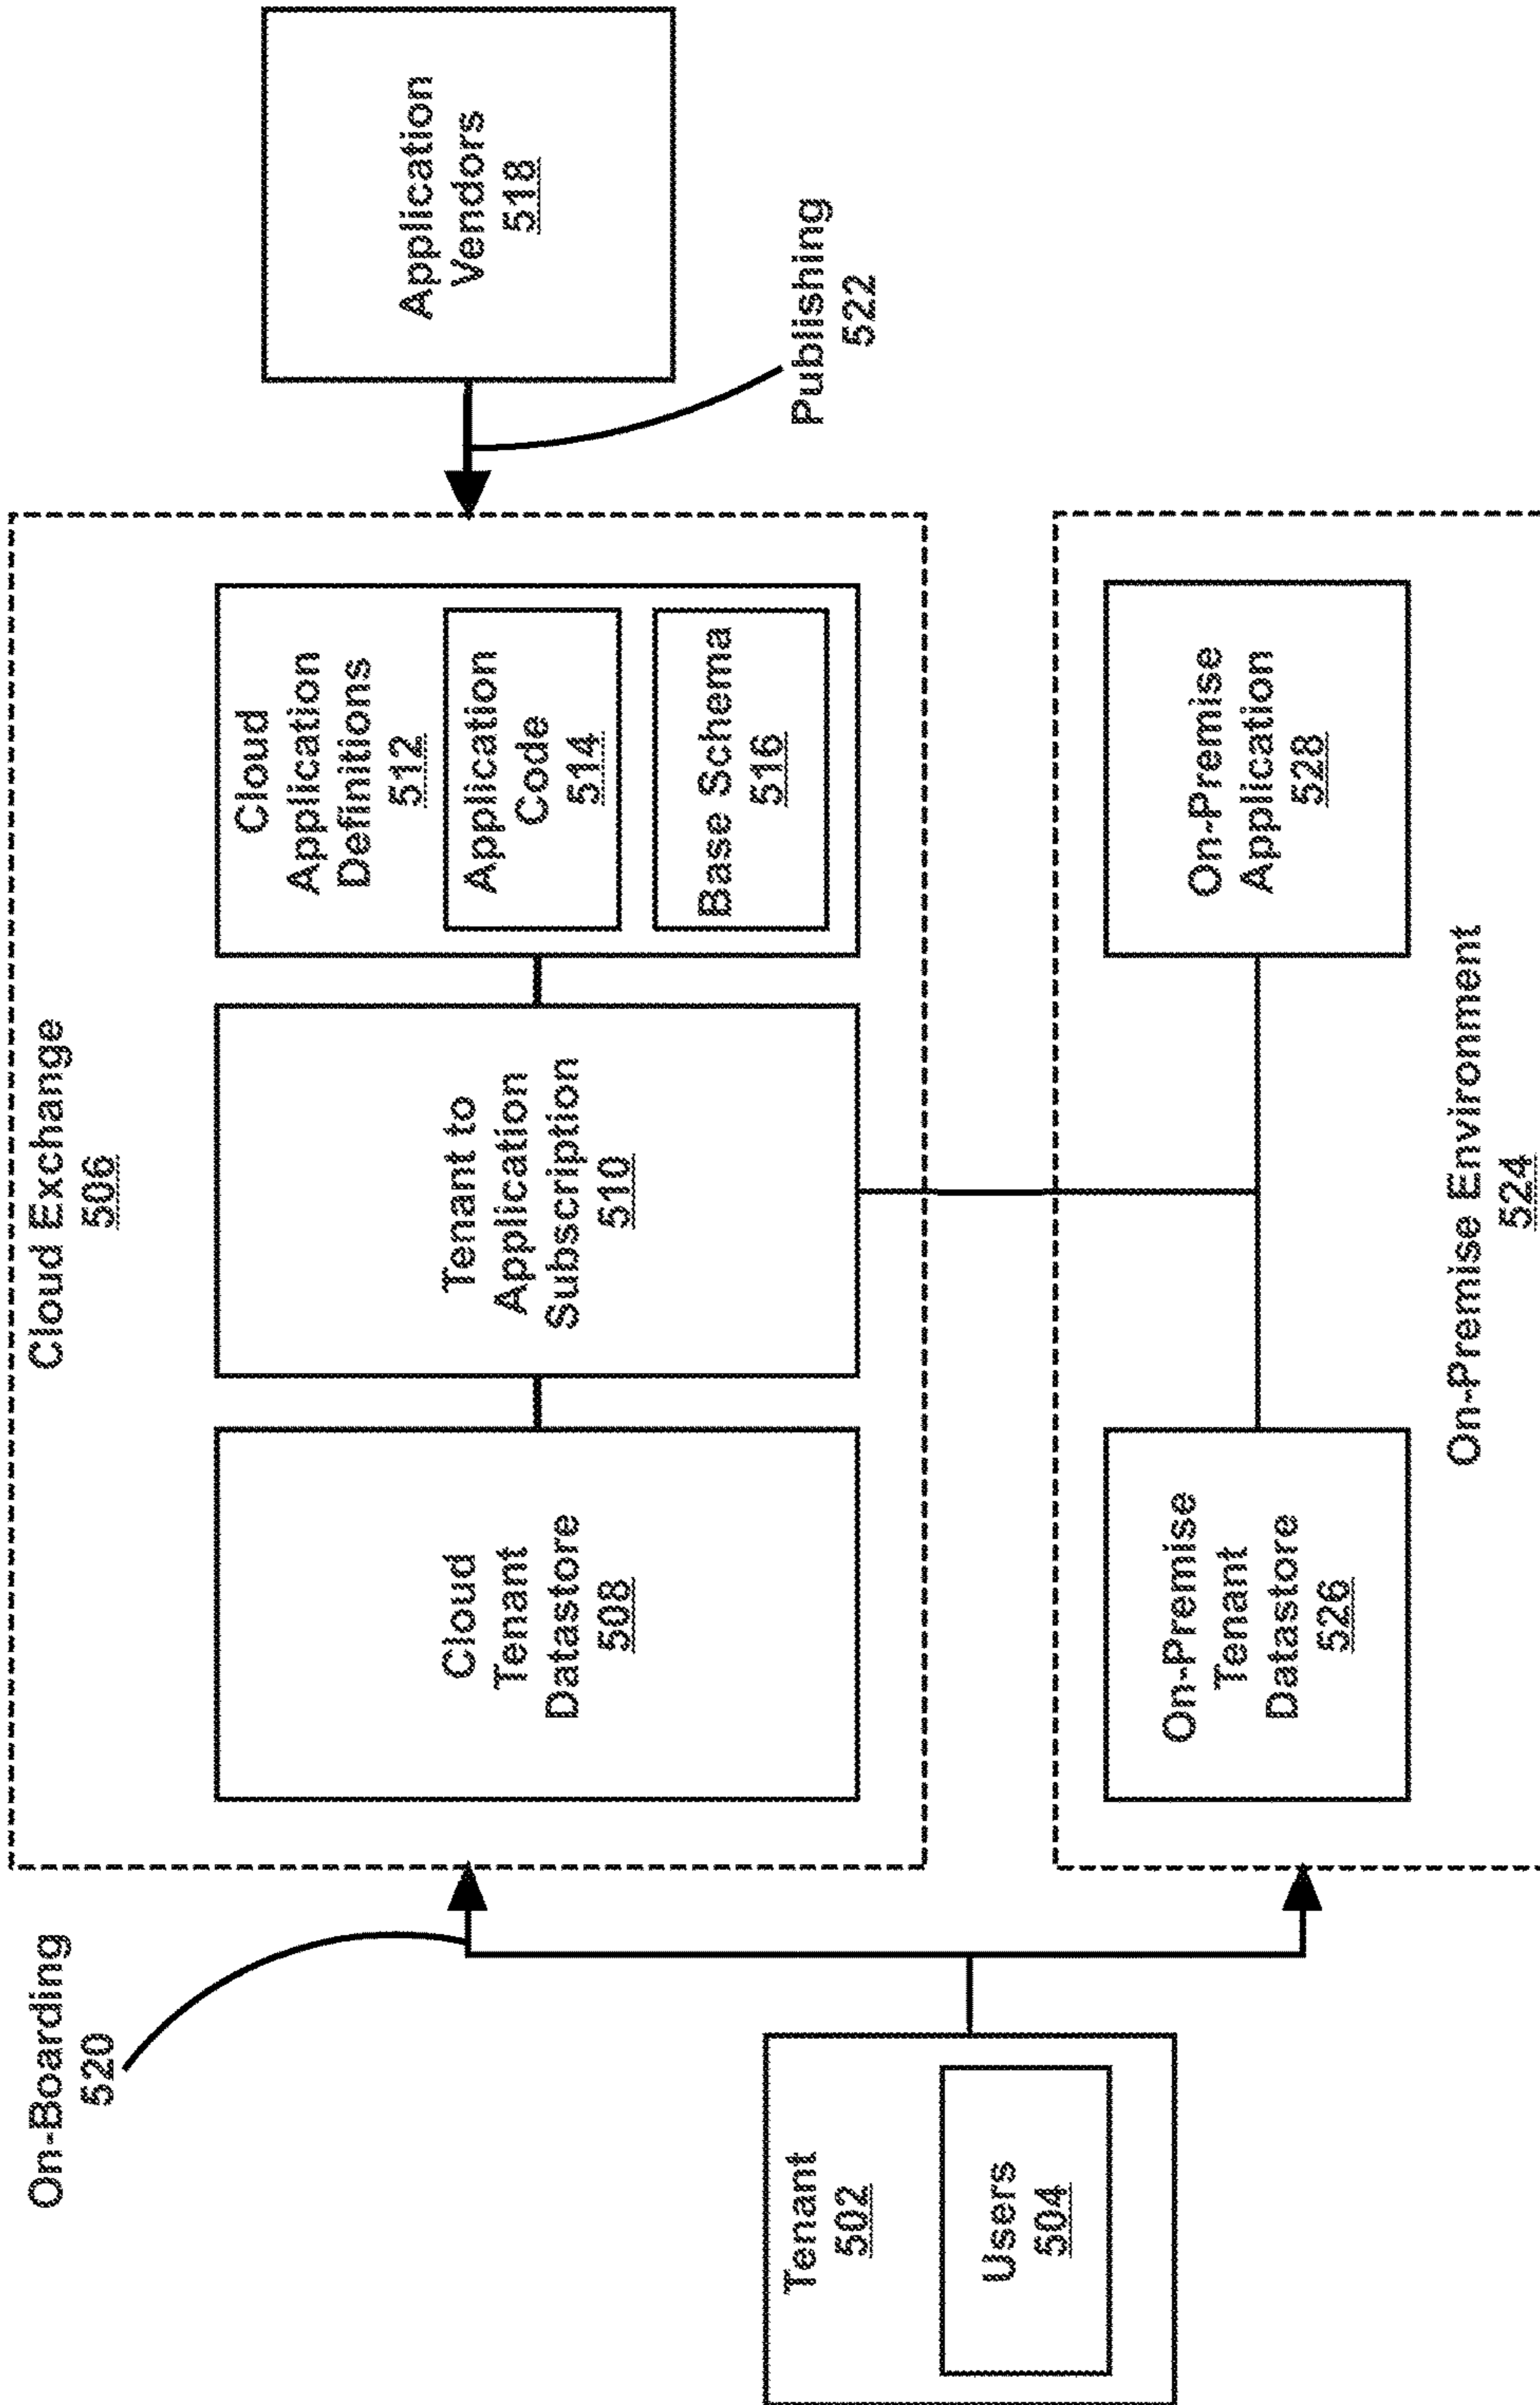 On-Boarding
520
Cloud Exchange
506
Tenant
502
Users
504
Cloud
Tenant
Datastore
508
Tenant to
Application
Subscription
510
Cloud
Application
Definitions
512
Application
Code
514
Base Schema
516
Application
Vendors
518
Publishing
522
On-Premise
Tenant
Datastore
526
On-Premise
Application
528
On-Premise Environment
524